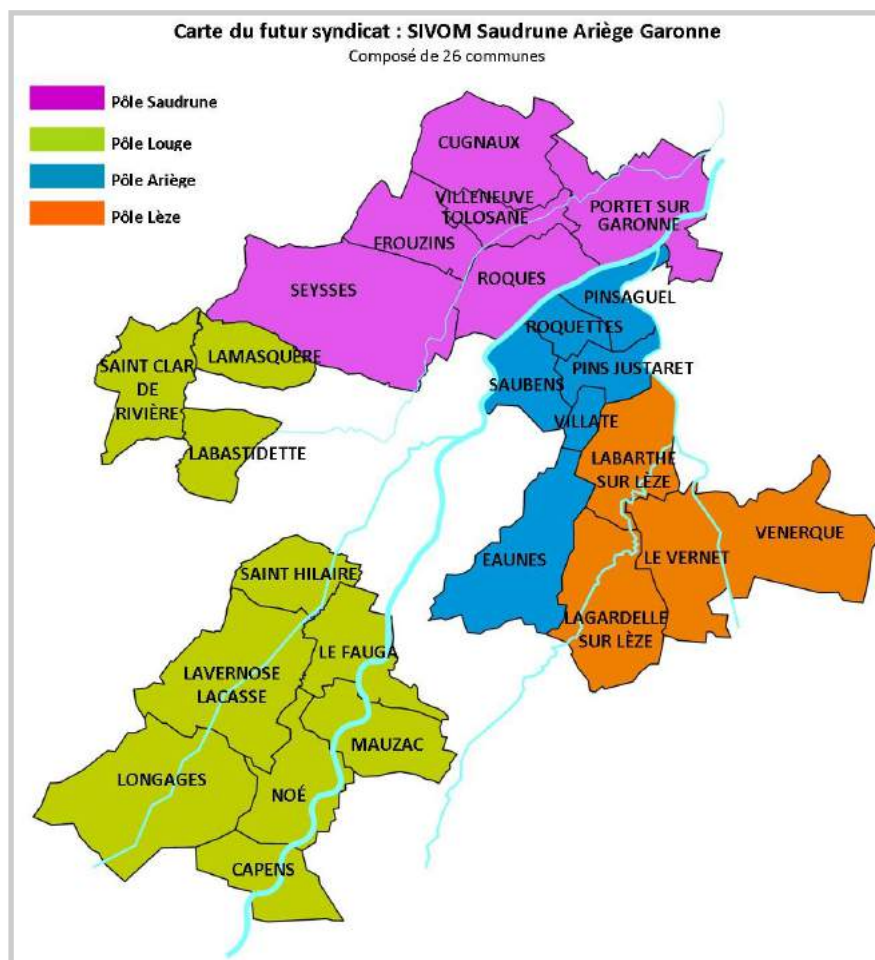 Carte du futur syndicat : SIVOM Saudrune Ariège Garonne
Composé de 26 communes
Pôle Saudrune
Pôle Louge
Pôle Ariège
Pôle Lèze
CUGNAUX
VILLENEUVE
TOLOSANE
PORTET SUR
GARONNE
FROUZINS
ROQUES
SEYSSES
PINSAGUEL
ROQUETTES
LAMASQUÈRE
SAINT CLAR
DE
RIVIÈRE
PINS JUSTARET
SAUBENS
VILLATE
LABASTIDETTE
LABARTHE
SUR LÈZE
VENERQUE
LE VERNET
EAUNES
SAINT HILAIRE
LAGARDELLE
SUR LÈZE
LE FAUGA
LAVERNOSE
LACASSE
MAUZAC
LONGAGES
NOÉ
CAPENS